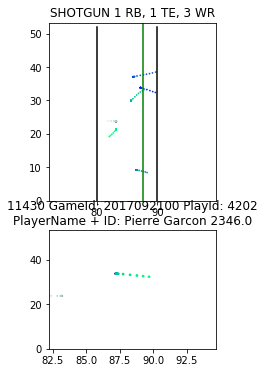 SHOTGUN 1 RB, 1 TE, 3 WR
50
40
30
20
10
0
80 90
11430 GameId: 2017092100 PlayId: 4202
PlayerName + ID: Pierre Garcon 2346.0
40
20
0
82.5 85.0 87.5 90.0 92.5